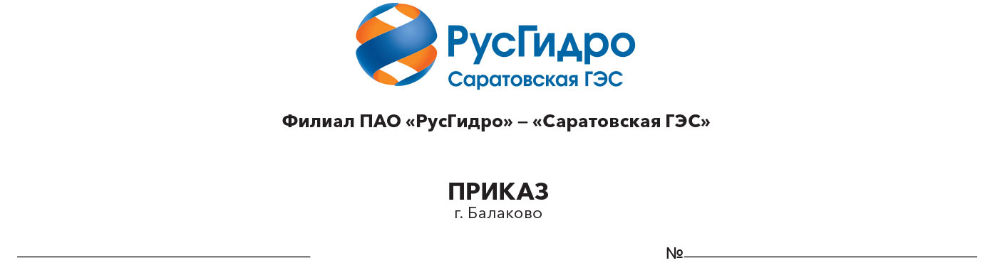 РусГидро
Саратовская ГЭС
Филиал ПАО «РусГидро» – «Саратовская ГЭС»
ПРИКАЗ
г. Балаково
№